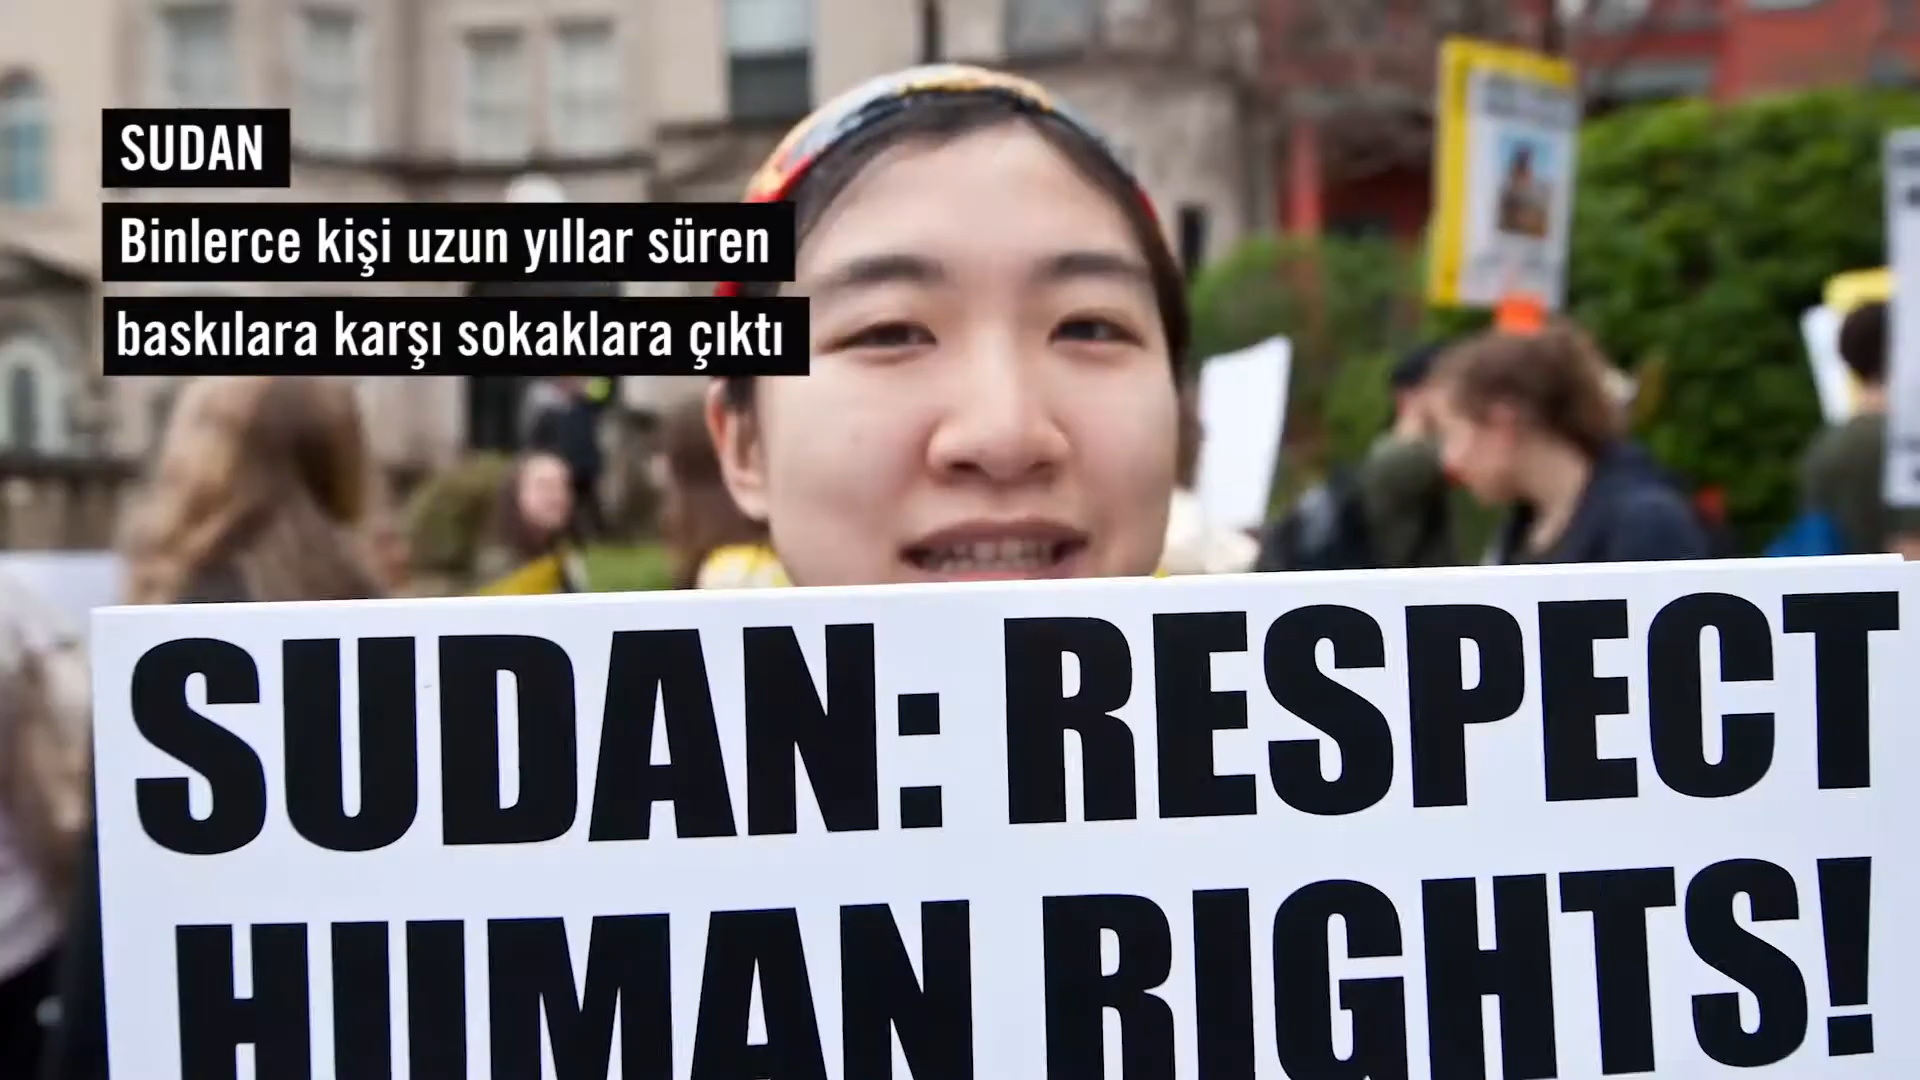 SUDAN
Binlerce kişi uzun yıllar süren
baskılara karşı sokaklara çıktı
SUDAN: RESPECT
HUMAN RIGHTS!